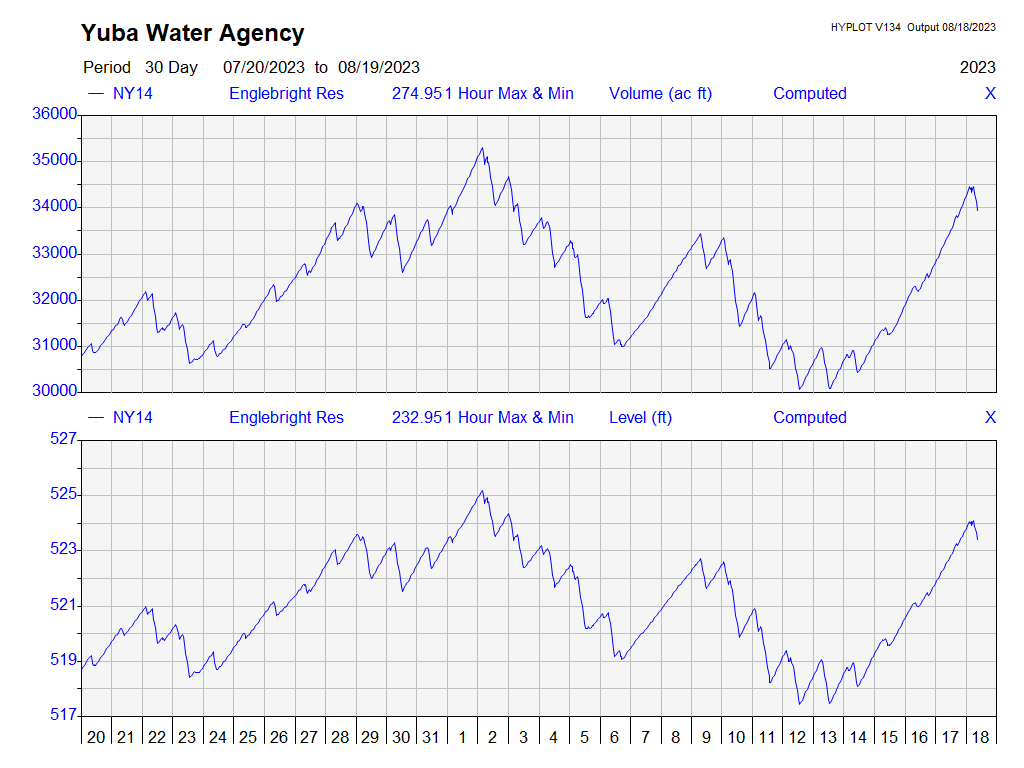 Yuba Water Agency
HYPLOT V134 Output 08/18/2023
Period 30 Day 07/20/2023 to 08/19/2023 2023
NY14 Englebright Res 274.951 Hour Max & Min Volume (ac ft) Computed X
36000
35000
34000
33000
32000
31000
30000
NY14 Englebright Res 232.951 Hour Max & Min Level (ft) Computed X
527
525
523
521
519
517
20 21 22 23 24 25 26 27 28 29 30 31 1 2 3 4 5 6 7 8 9 10 11 12 13 14 15 16 17 18